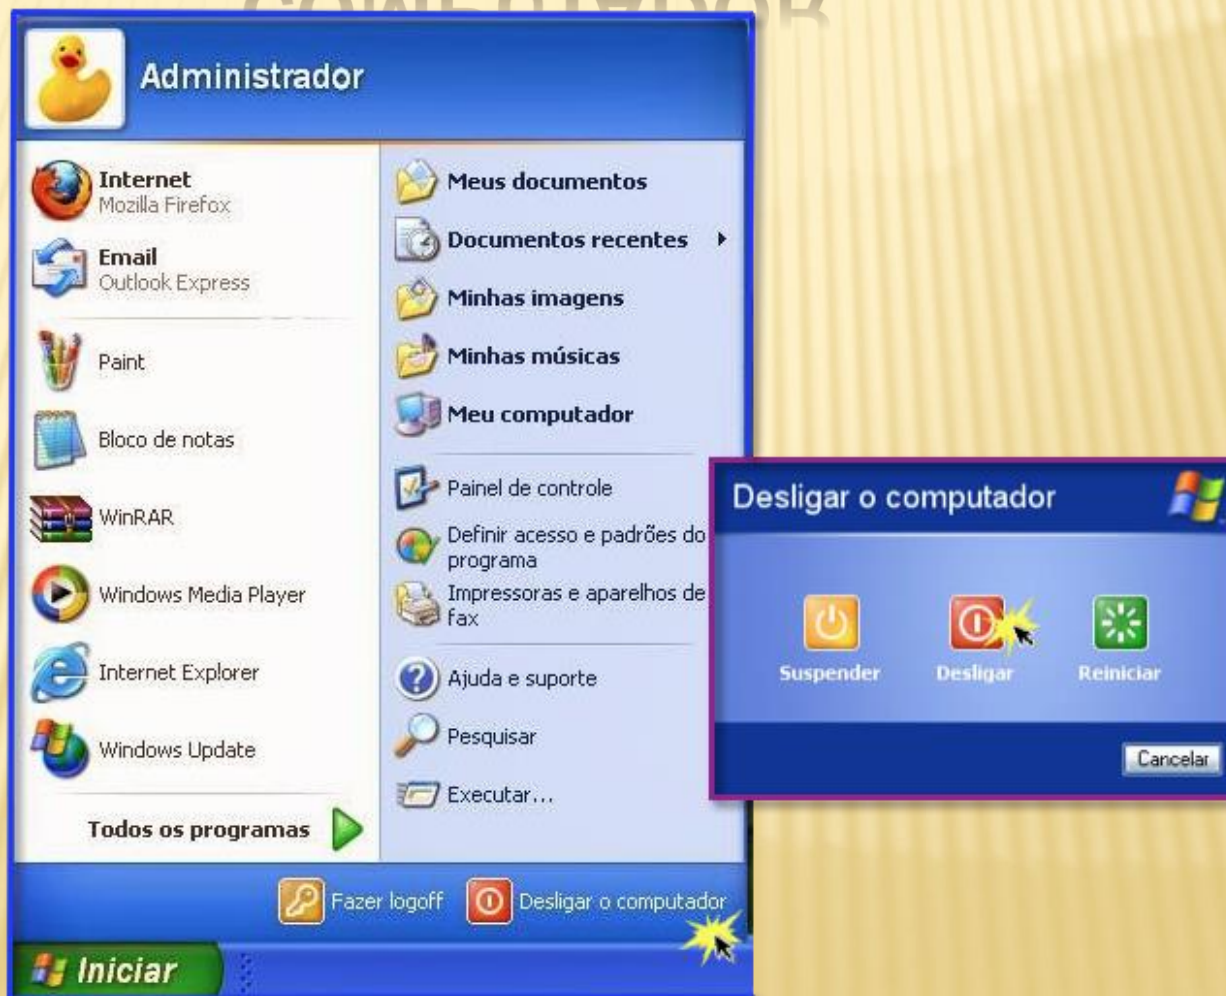 COMPUTADOR
Administrador
Internet
Mozilla Firefox
Email
Outlook Express
Paint
Bloco de notas
WinRAR
Windows Media Player
Internet Explorer
Windows Update
Todos os programas
Meus documentos
Documentos recentes
Minhas imagens
Minhas músicas
Meu computador
Painel de controle
Definir acesso e padrões do
programa
Impressoras e aparelhos de
fax
Ajuda e suporte
Pesquisar
Executar...
Fazer logoff
Desligar o computador
Iniciar
Desligar o computador
Suspender
Desligar
Reiniciar
Cancelar